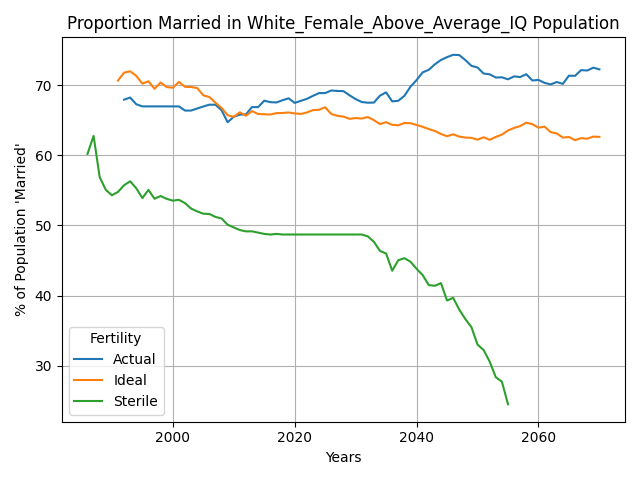 Proportion Married in White_Female_Above_Average_IQ Population
% of Population 'Married'
70
60
50
40
30
Fertility
Actual
Ideal
Sterile
2000 2020 2040 2060
Years